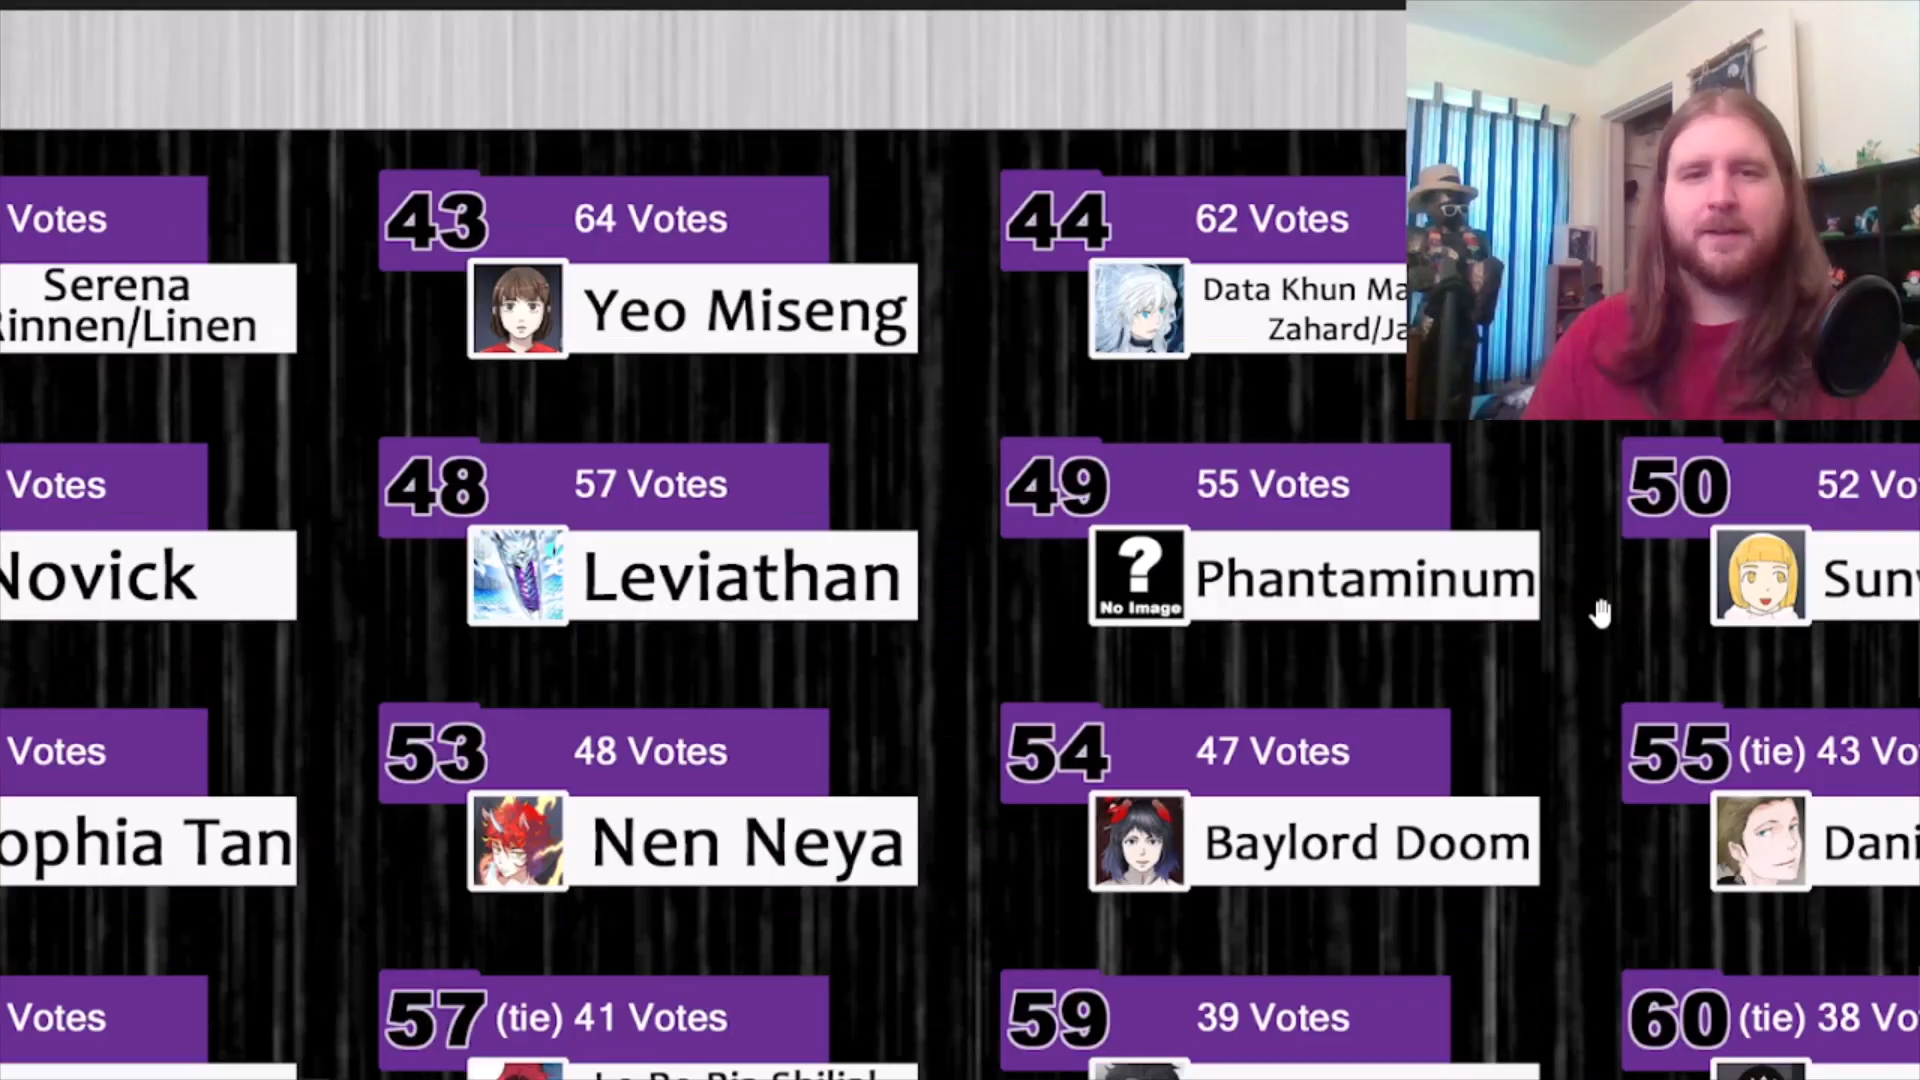 Votes
Serena
Rinnen/Linen
43 64 Votes
Yeo Miseng
44 62 Votes
Data Khun Ma
Zahard/Ja
Votes
Novick
48 57 Votes
Leviathan
49 55 Votes
?
No Image
Phantaminum
50 52 Vo
Sun
Votes
ophia Tan
53 48 Votes
Nen Neya
54 47 Votes
Baylord Doom
55 (tie) 43 Vo
Dani
Votes
57 (tie) 41 Votes
59 39 Votes
60 (tie) 38 Vo